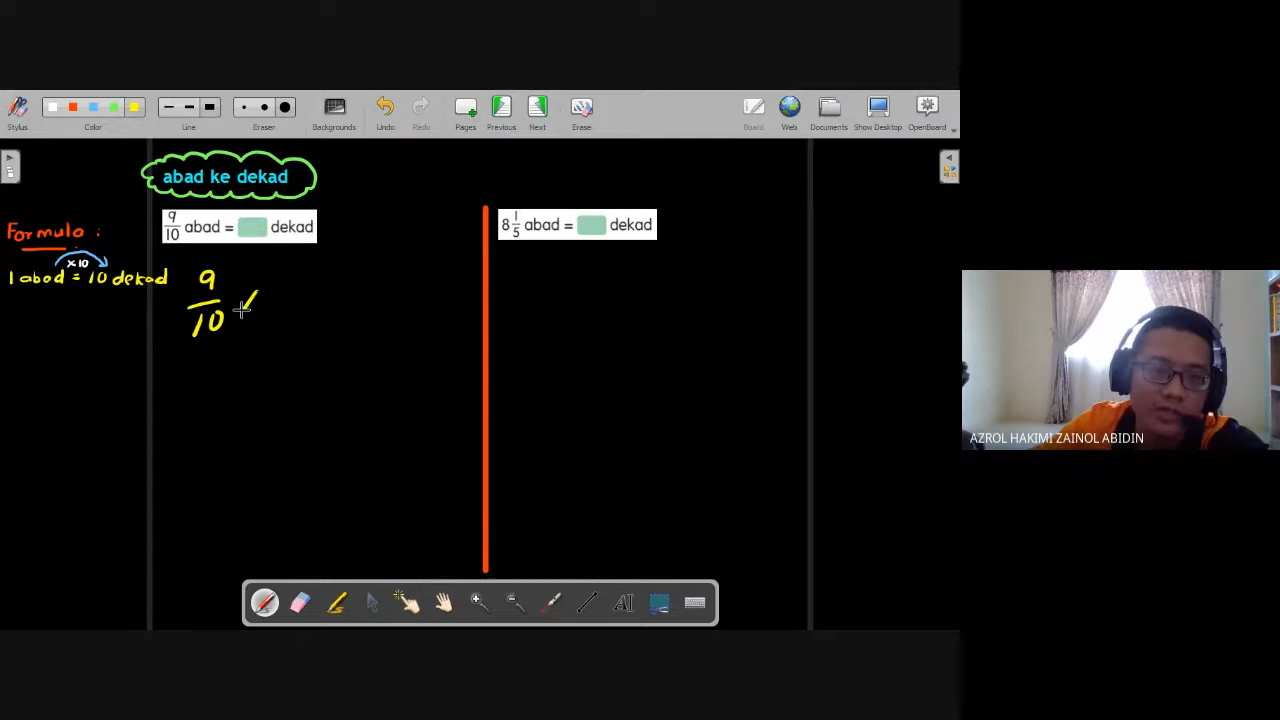 Stylus
Color
Line
Eraser
Backgrounds
Undo
Redo
Pages
Previous
Next
Erase
Board
Web
Documents
Show Desktop
OpenBoard
abad ke dekad
9/10 abad = dekad
8 1/5 abad = dekad
Formula :
×10
1 abad = 10 dekad
9
10
AZROL HAKIMI ZAINOL ABIDIN
AI